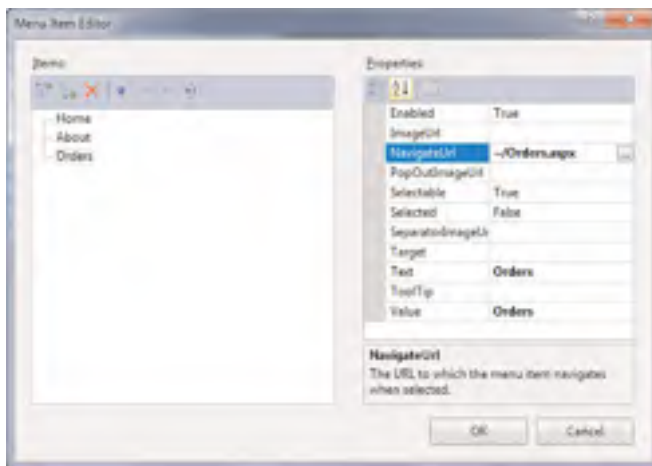 Menu Item Editor
Items:
Properties:
Home
About
Orders
Enabled True
ImageUrl
NavigateUrl ~/Orders.aspx ...
PopOutImageUrl
Selectable True
Selected False
SeparatorImageUr
Target
Text Orders
ToolTip
Value Orders
NavigateUrl
The URL to which the menu item navigates
when selected.
OK Cancel